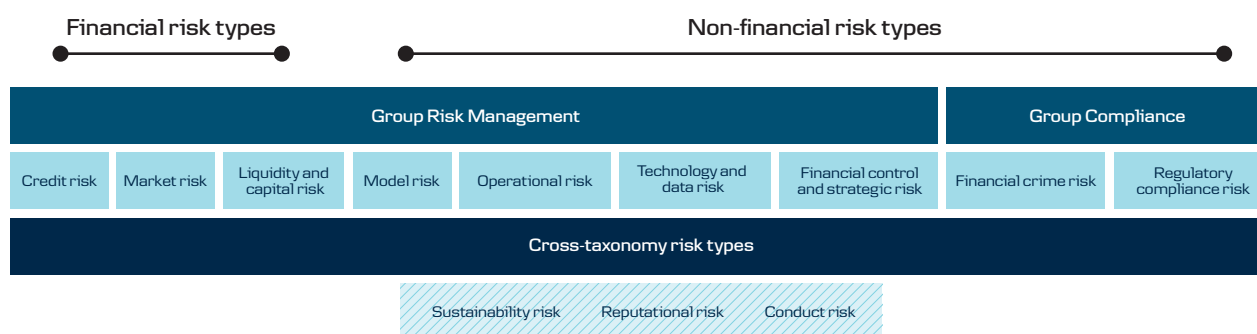 Financial risk types
Non-financial risk types
Group Risk Management
Group Compliance
Credit risk
Market risk
Liquidity and
capital risk
Model risk
Operational risk
Technology and
data risk
Financial control
and strategic risk
Financial crime risk
Regulatory
compliance risk
Cross-taxonomy risk types
Sustainability risk
Reputational risk
Conduct risk